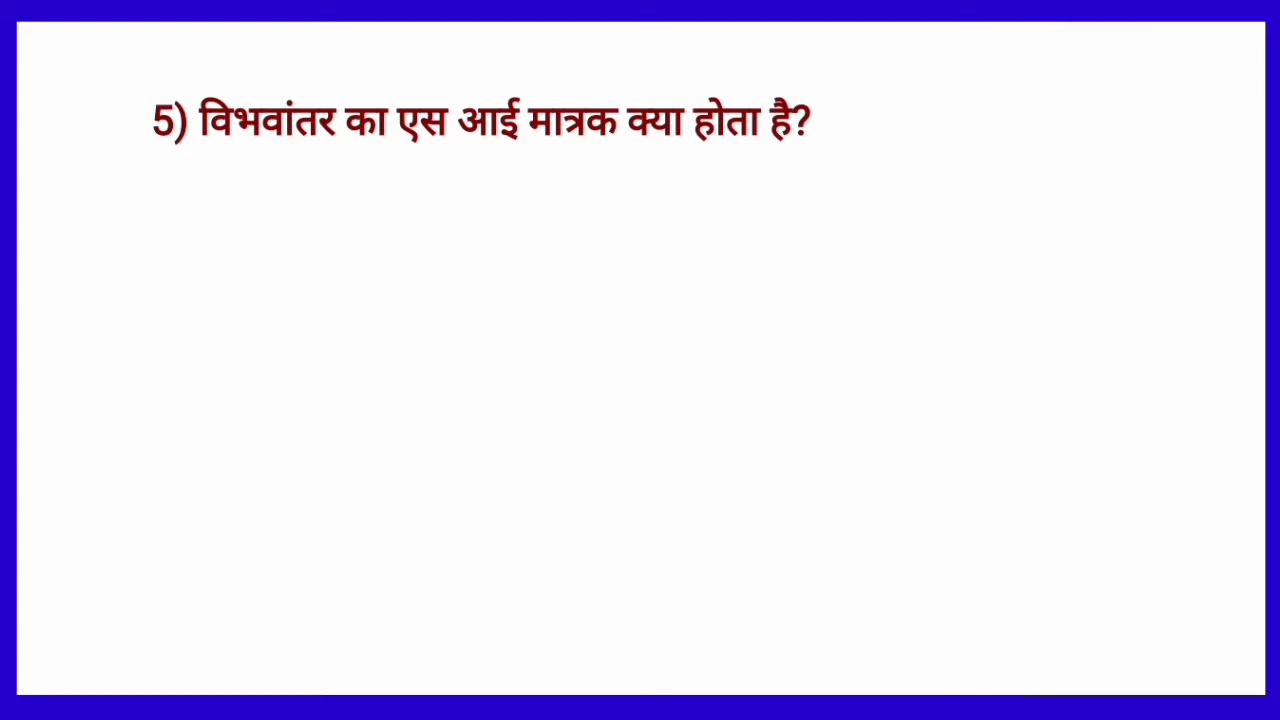 5) विभवांतर का एस आई मात्रक क्या होता है?